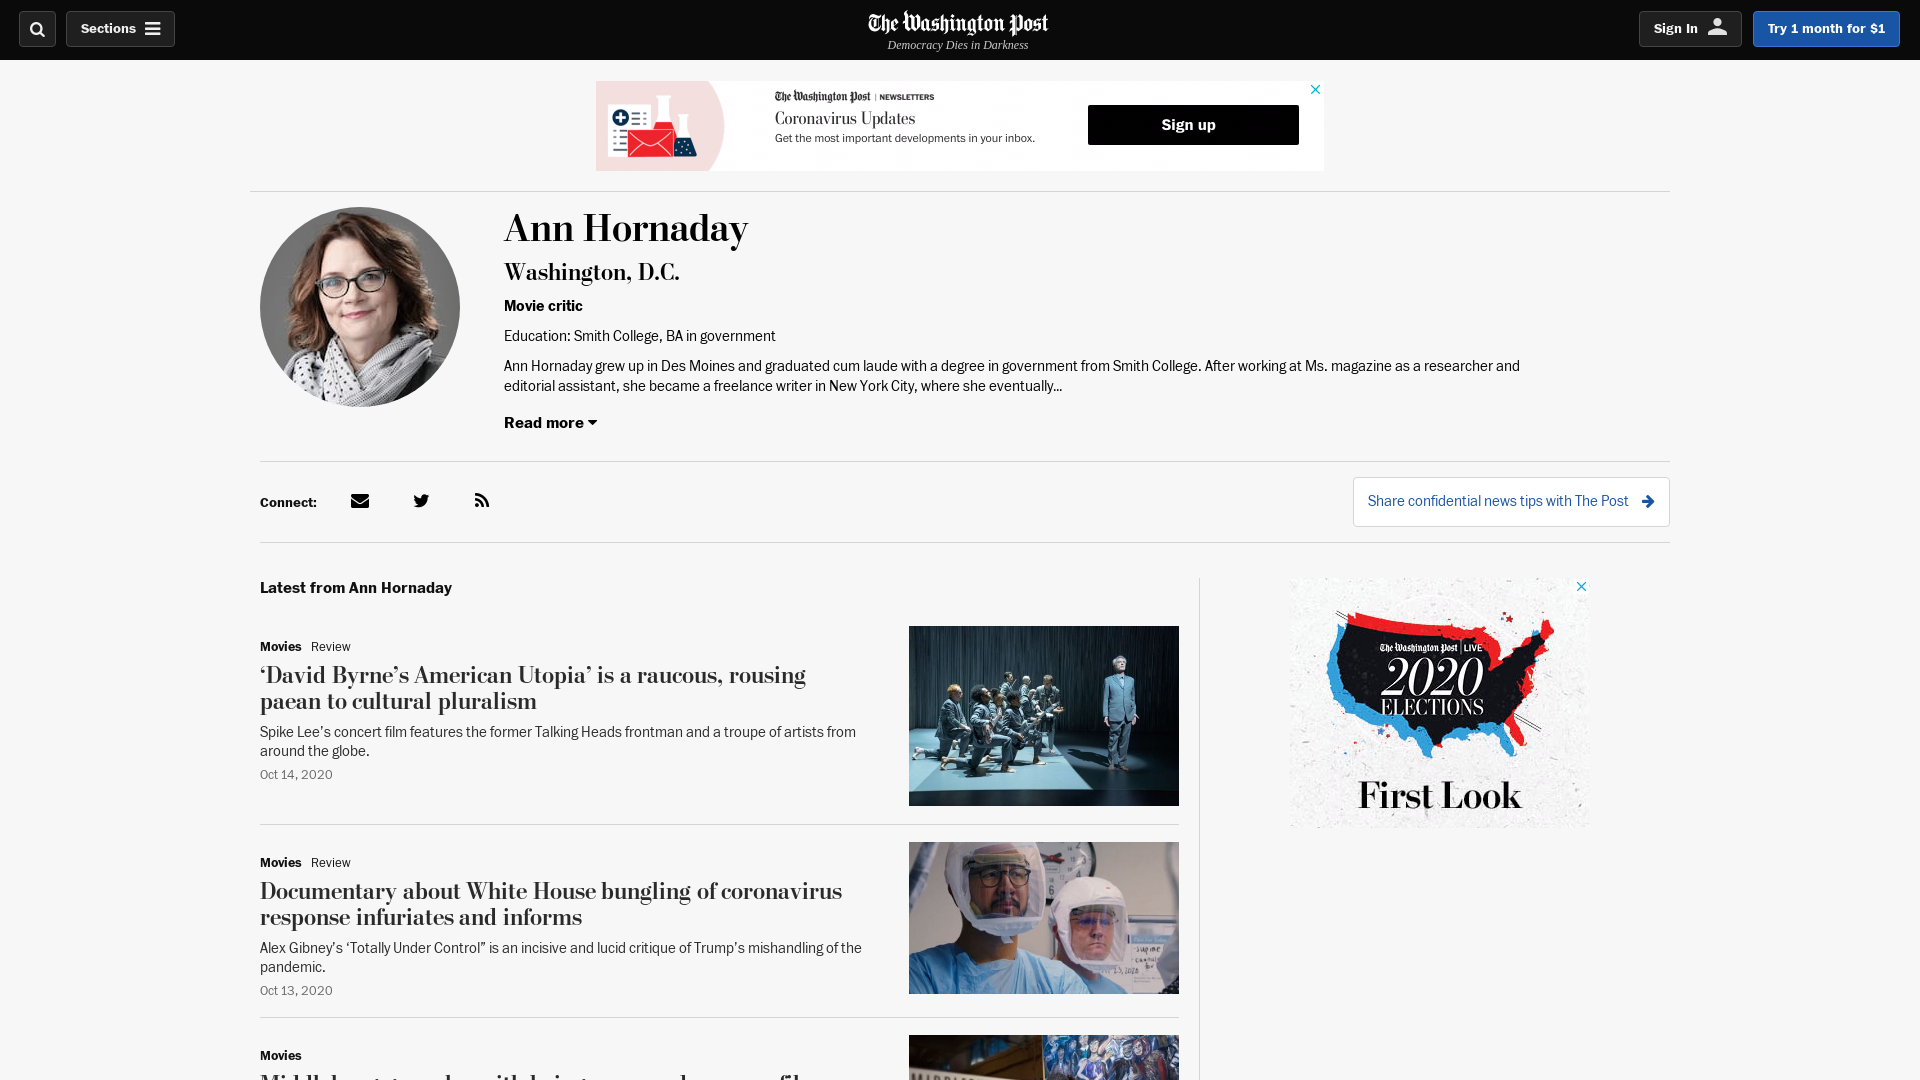 Sections
The Washington Post
Democracy Dies in Darkness
Sign In
Try 1 month for $1
The Washington Post | NEWSLETTERS
Coronavirus Updates
Get the most important developments in your inbox.
Sign up
Ann Hornaday
Washington, D.C.
Movie critic
Education: Smith College, BA in government
Ann Hornaday grew up in Des Moines and graduated cum laude with a degree in government from Smith College. After working at Ms. magazine as a researcher and
editorial assistant, she became a freelance writer in New York City, where she eventually...
Read more
Connect:
Share confidential news tips with The Post
Latest from Ann Hornaday
Movies Review
‘David Byrne’s American Utopia’ is a raucous, rousing
paean to cultural pluralism
Spike Lee’s concert film features the former Talking Heads frontman and a troupe of artists from
around the globe.
Oct 14, 2020
The Washington Post | LIVE
2020
ELECTIONS
First Look
Movies Review
Documentary about White House bungling of coronavirus
response infuriates and informs
Alex Gibney’s ‘Totally Under Control” is an incisive and lucid critique of Trump’s mishandling of the
pandemic.
Oct 13, 2020
Movies